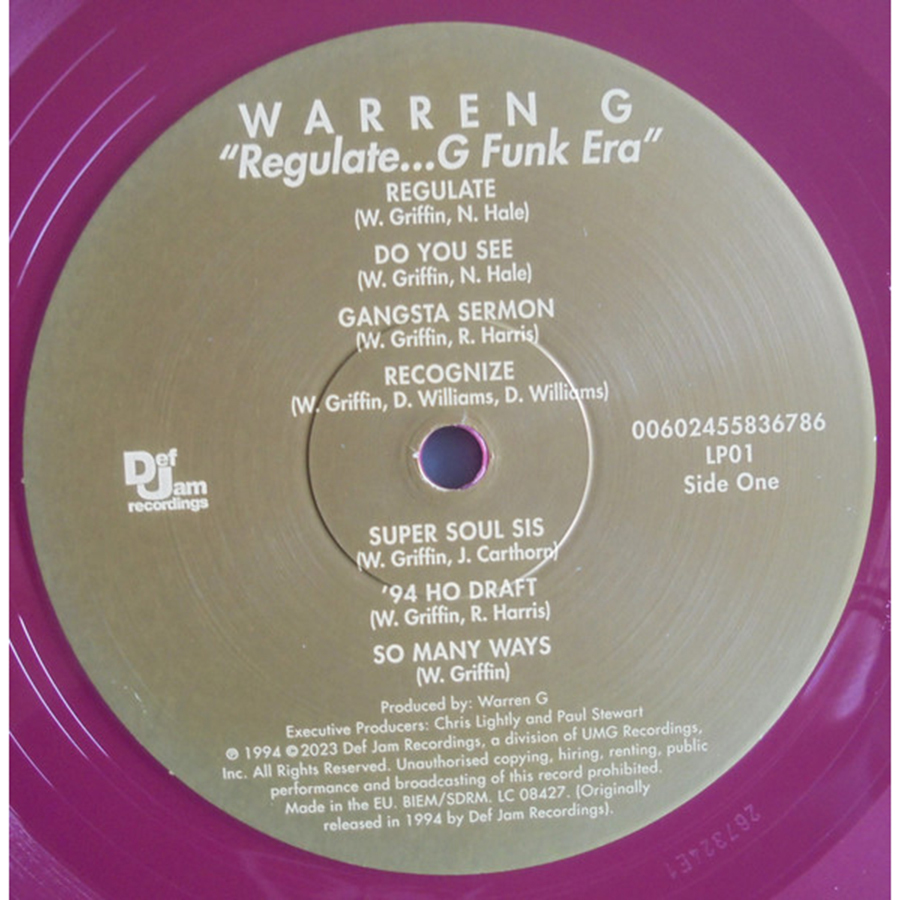 WARREN G
“Regulate...G Funk Era”
REGULATE
(W. Griffin, N. Hale)
DO YOU SEE
(W. Griffin, N. Hale)
GANGSTA SERMON
(W. Griffin, R. Harris)
RECOGNIZE
(W. Griffin, D. Williams, D. Williams)
00602455836786
LP01
Side One
Def
Jam
recordings
SUPER SOUL SIS
(W. Griffin, J. Carthorn)
’94 HO DRAFT
(W. Griffin, R. Harris)
SO MANY WAYS
(W. Griffin)
Produced by: Warren G
Executive Producers: Chris Lightly and Paul Stewart
℗ 1994 © 2023 Def Jam Recordings, a division of UMG Recordings,
Inc. All Rights Reserved. Unauthorised copying, hiring, renting, public
performance and broadcasting of this record prohibited.
Made in the EU. BIEM/SDRM. LC 08427. (Originally
released in 1994 by Def Jam Recordings).
267324E1